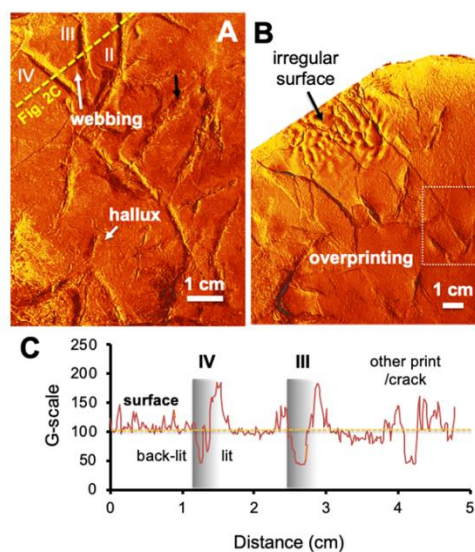 A
III
II
IV
Fig. 2C
webbing
hallux
1 cm
B
irregular
surface
overprinting
1 cm
C
250
200
150
100
50
0
G-scale
IV
III
surface
other print
/crack
back-lit
lit
0
1
2
3
4
5
Distance (cm)